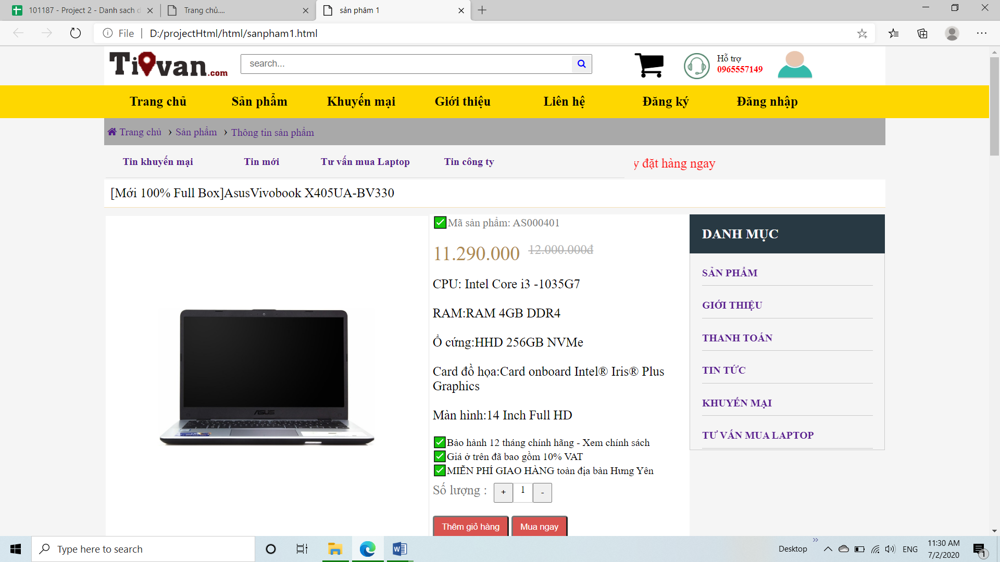 101187 - Project 2 - Danh sach d
Trang chủ....
sản phâm 1
File
D:/projectHtml/html/sanpham1.html
Tiovan.com
search...
Hỗ trợ
0965557149
Trang chủ
Sản phẩm
Khuyến mại
Giới thiệu
Liên hệ
Đăng ký
Đăng nhập
Trang chủ › Sản phẩm › Thông tin sản phẩm
Tin khuyến mại
Tin mới
Tư vấn mua Laptop
Tin công ty
y đặt hàng ngay
[Mới 100% Full Box]AsusVivobook X405UA-BV330
ASUS
Mã sản phẩm: AS000401
11.290.000 12.000.000đ
CPU: Intel Core i3 -1035G7
RAM:RAM 4GB DDR4
Ổ cứng:HHD 256GB NVMe
Card đồ họa:Card onboard Intel® Iris® Plus
Graphics
Màn hình:14 Inch Full HD
Bảo hành 12 tháng chính hãng - Xem chính sách
Giá ở trên đã bao gồm 10% VAT
MIỄN PHÍ GIAO HÀNG toàn địa bàn Hưng Yên
Số lượng : + 1 -
Thêm giỏ hàng
Mua ngay
DANH MỤC
SẢN PHẨM
GIỚI THIỆU
THANH TOÁN
TIN TỨC
KHUYẾN MẠI
TƯ VẤN MUA LAPTOP
Type here to search
Desktop
ENG
11:30 AM
7/2/2020
1